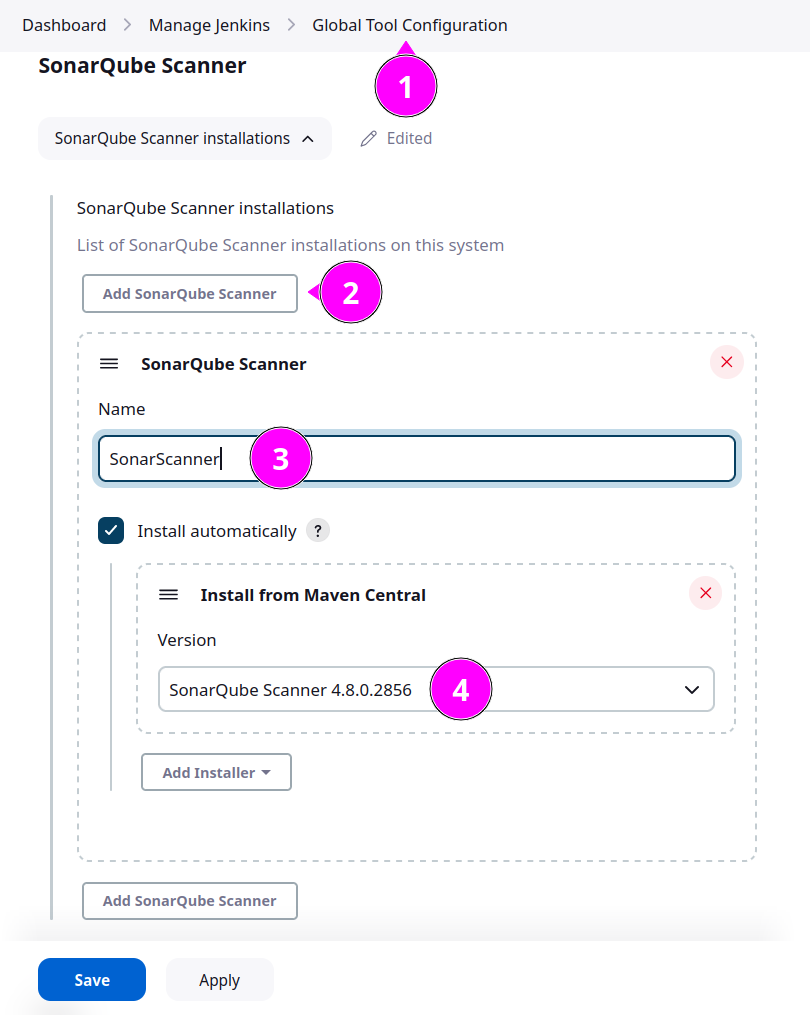 Dashboard > Manage Jenkins > Global Tool Configuration
SonarQube Scanner
1
SonarQube Scanner installations
Edited
SonarQube Scanner installations
List of SonarQube Scanner installations on this system
Add SonarQube Scanner
2
SonarQube Scanner
Name
SonarScanner
3
Install automatically ?
Install from Maven Central
Version
SonarQube Scanner 4.8.0.2856
4
Add Installer
Add SonarQube Scanner
Save
Apply